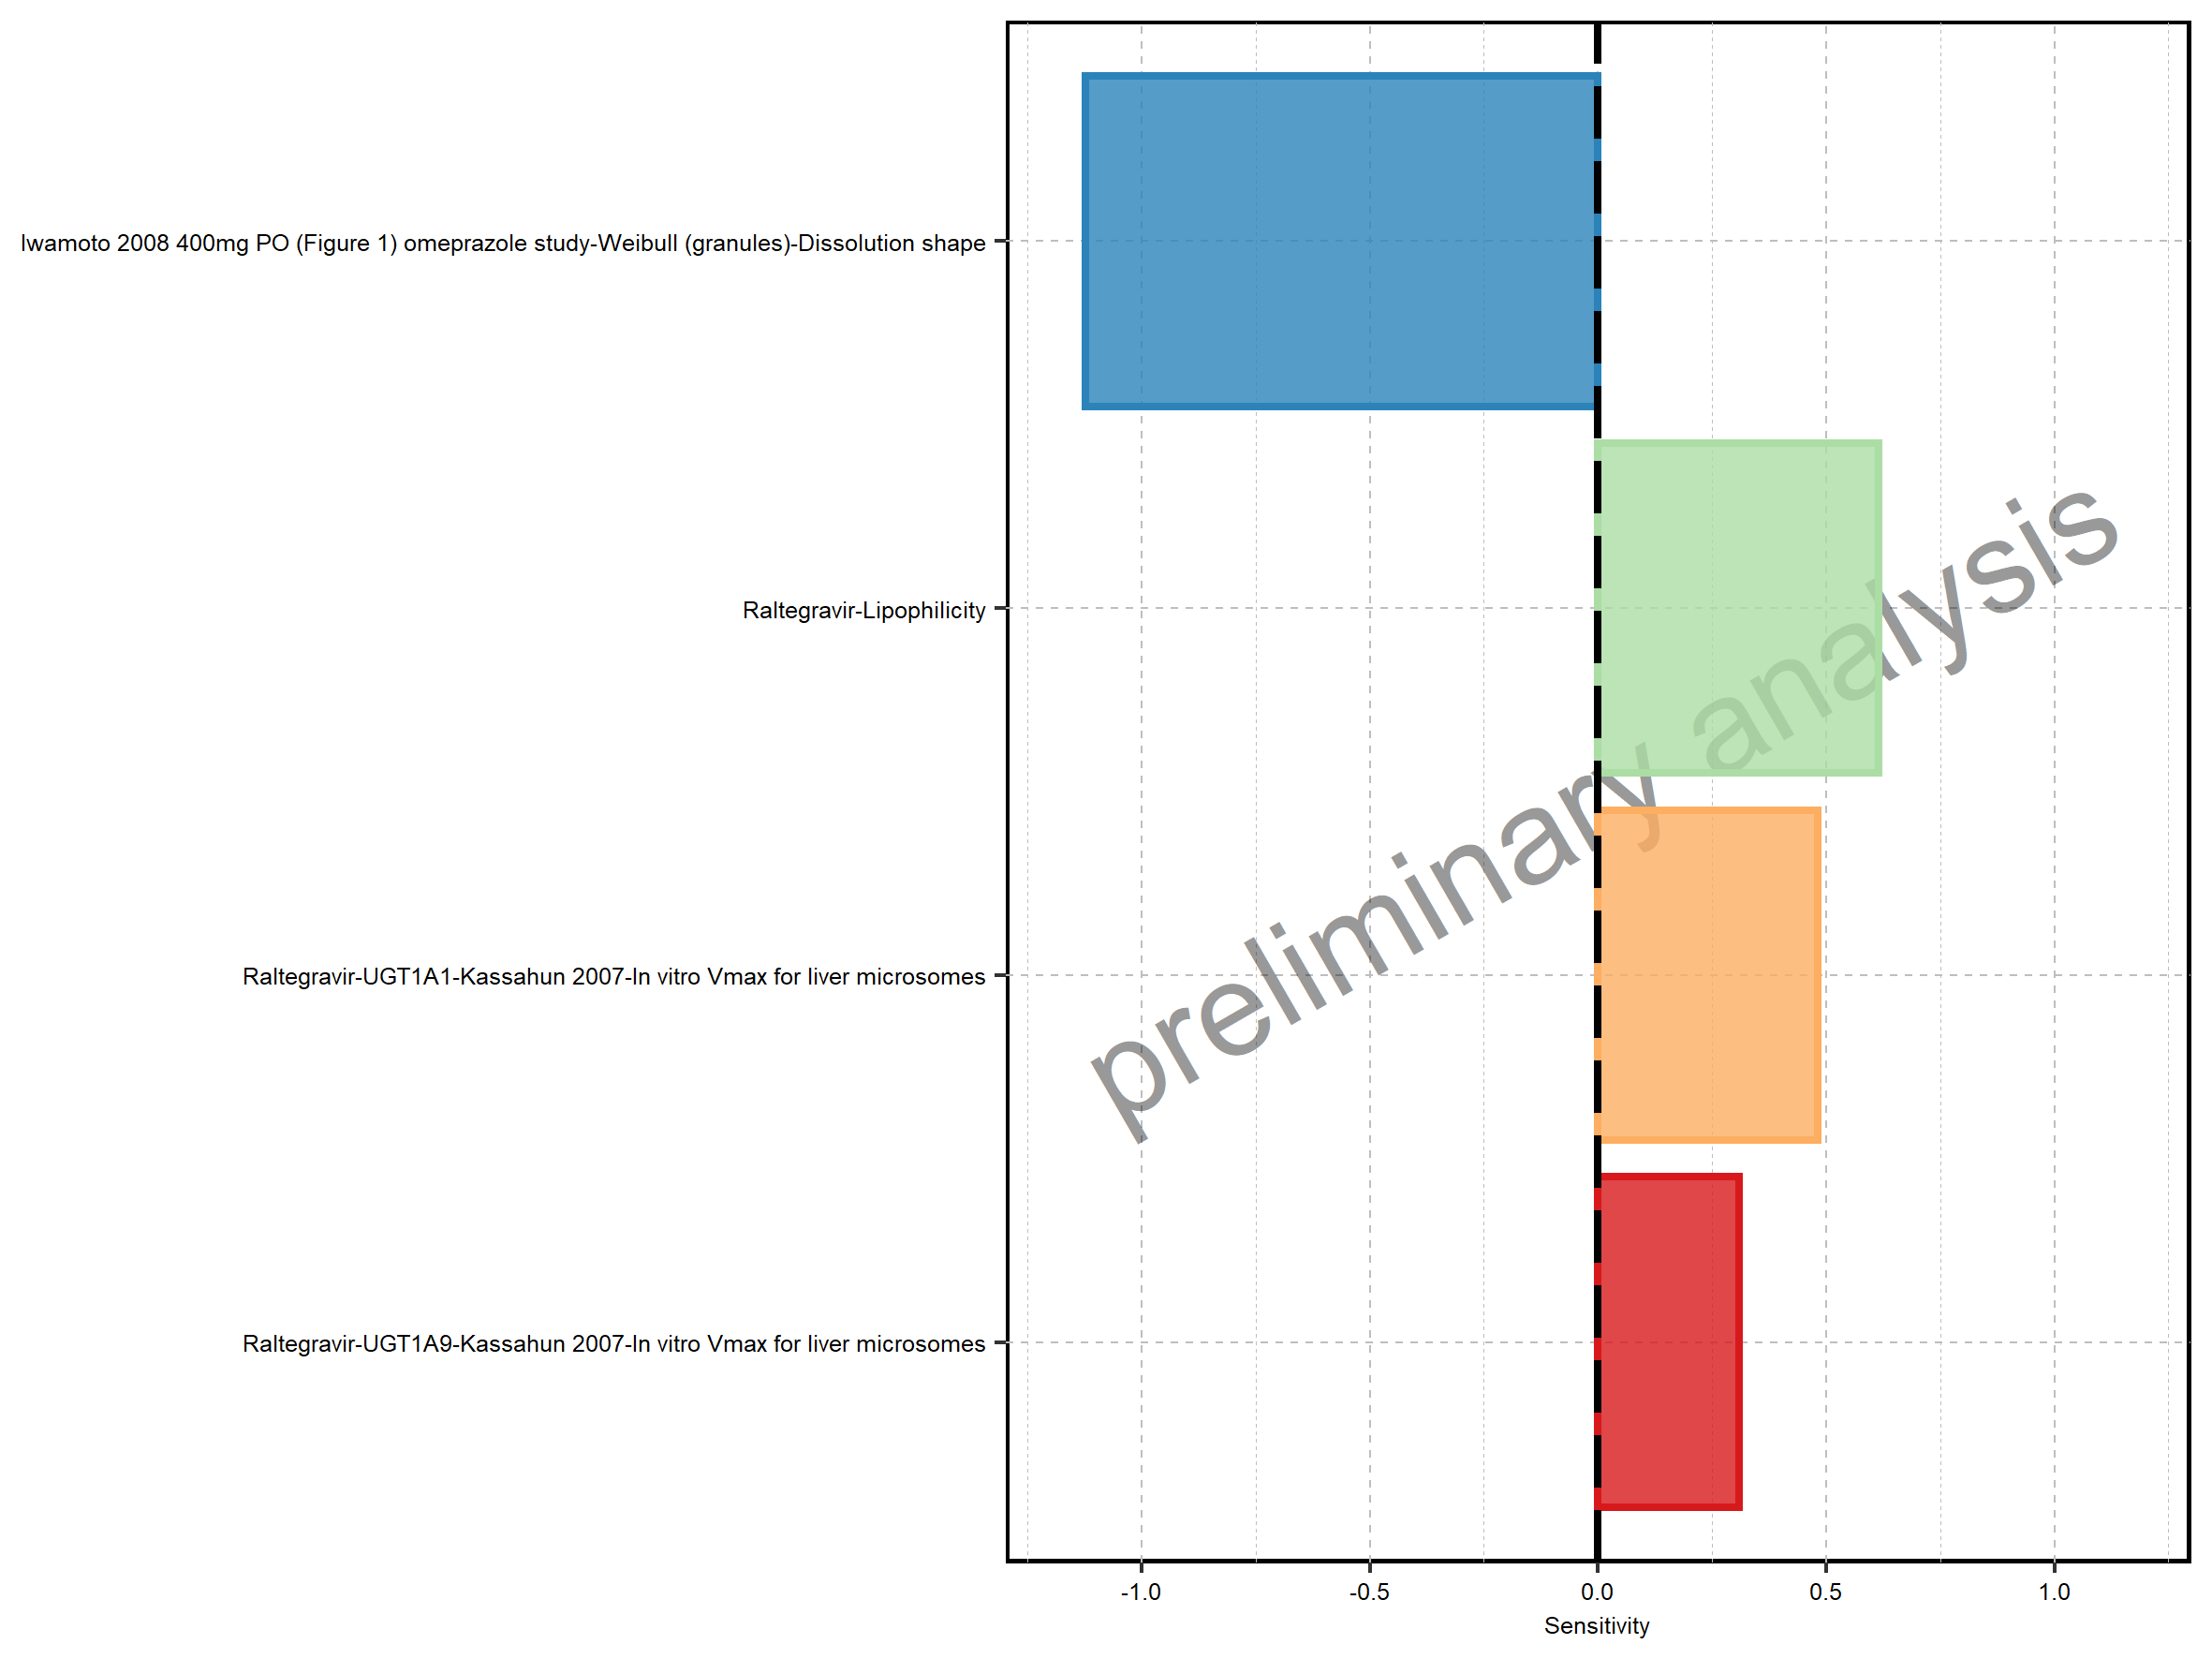 Iwamoto 2008 400mg PO (Figure 1) omeprazole study-Weibull (granules)-Dissolution shape
Raltegravir-Lipophilicity
Raltegravir-UGT1A1-Kassahun 2007-In vitro Vmax for liver microsomes
Raltegravir-UGT1A9-Kassahun 2007-In vitro Vmax for liver microsomes
preliminary analysis
-1.0 -0.5 0.0 0.5 1.0
Sensitivity